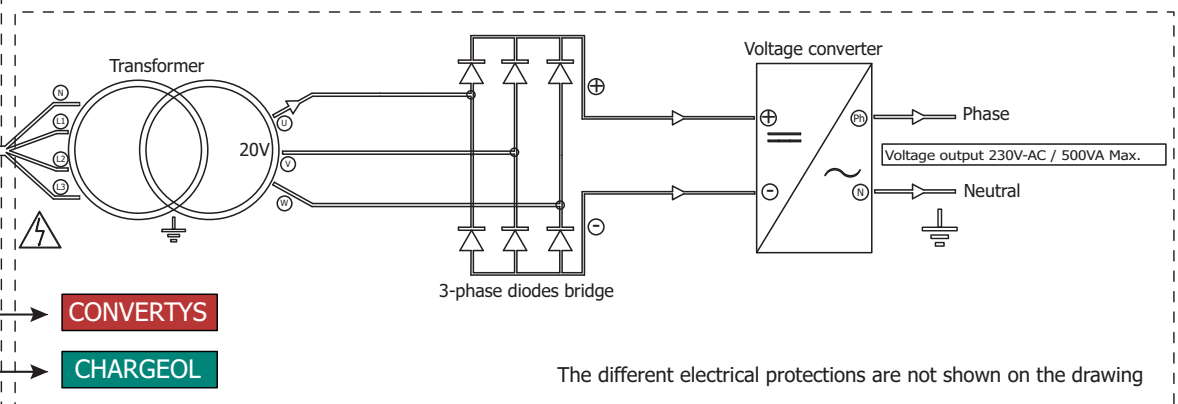 Transformer
Voltage converter
N
L1
L2
L3
20V
U
V
W
+
-
+
-
Ph
N
Phase
Voltage output 230V-AC / 500VA Max.
Neutral
3-phase diodes bridge
CONVERTYS
CHARGEOL
The different electrical protections are not shown on the drawing